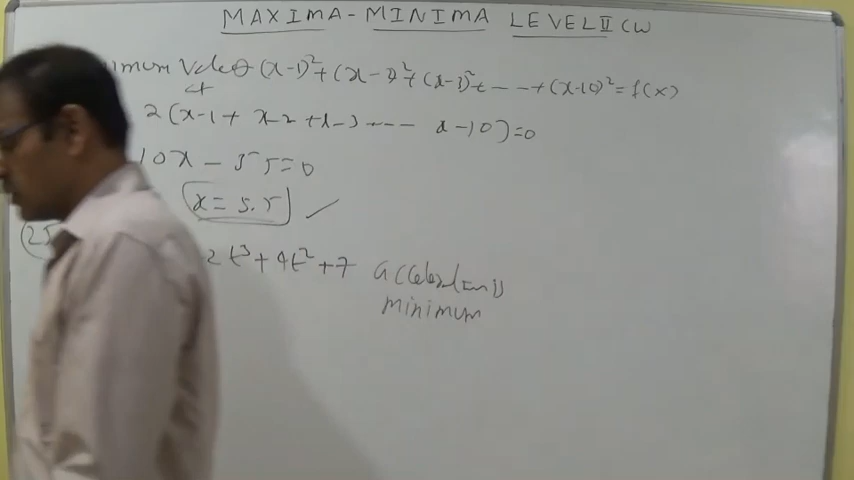 MAXIMA - MINIMA LEVEL II CW
imum Value of (x-1)²+(x-2)²+(x-3)²+ --- +(x-10)² = f(x)
2(x-1 + x-2 + x-3 ---- x-10)=0
10x - 55=0
x = 5.5 ✓
25
2t³+4t²+7 acceleration is
minimum